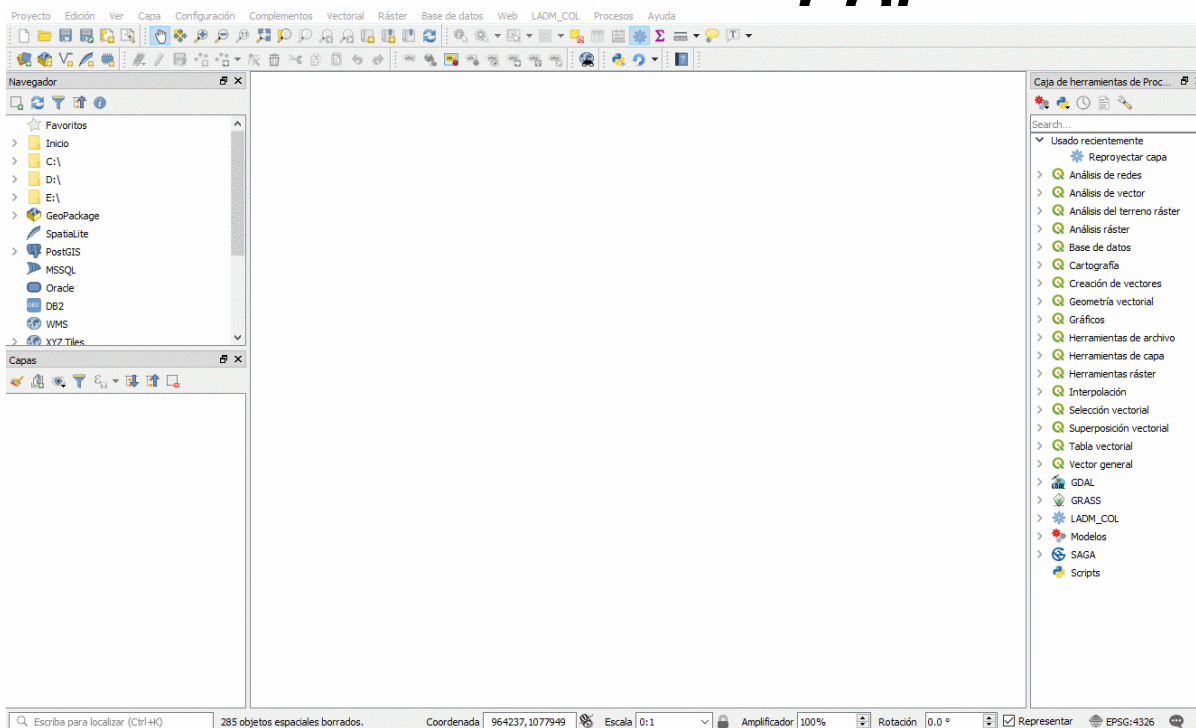 Proyecto Edición Ver Capa Configuración Complementos Vectorial Ráster Base de datos Web LADM_COL Procesos Ayuda
Navegador
Favoritos
Inicio
C:\
D:\
E:\
GeoPackage
SpatiaLite
PostGIS
MSSQL
Oracle
DB2
WMS
XYZ Tiles
Capas
Caja de herramientas de Proc...
Search...
Usado recientemente
Reproyectar capa
Análisis de redes
Análisis de vector
Análisis del terreno ráster
Análisis ráster
Base de datos
Cartografía
Creación de vectores
Geometría vectorial
Gráficos
Herramientas de archivo
Herramientas de capa
Herramientas ráster
Interpolación
Selección vectorial
Superposición vectorial
Tabla vectorial
Vector general
GDAL
GRASS
LADM_COL
Modelos
SAGA
Scripts
Escriba para localizar (Ctrl+K) 285 objetos espaciales borrados. Coordenada 964237,1077949 Escala 0:1 Amplificador 100% Rotación 0.0 ° Representar EPSG:4326